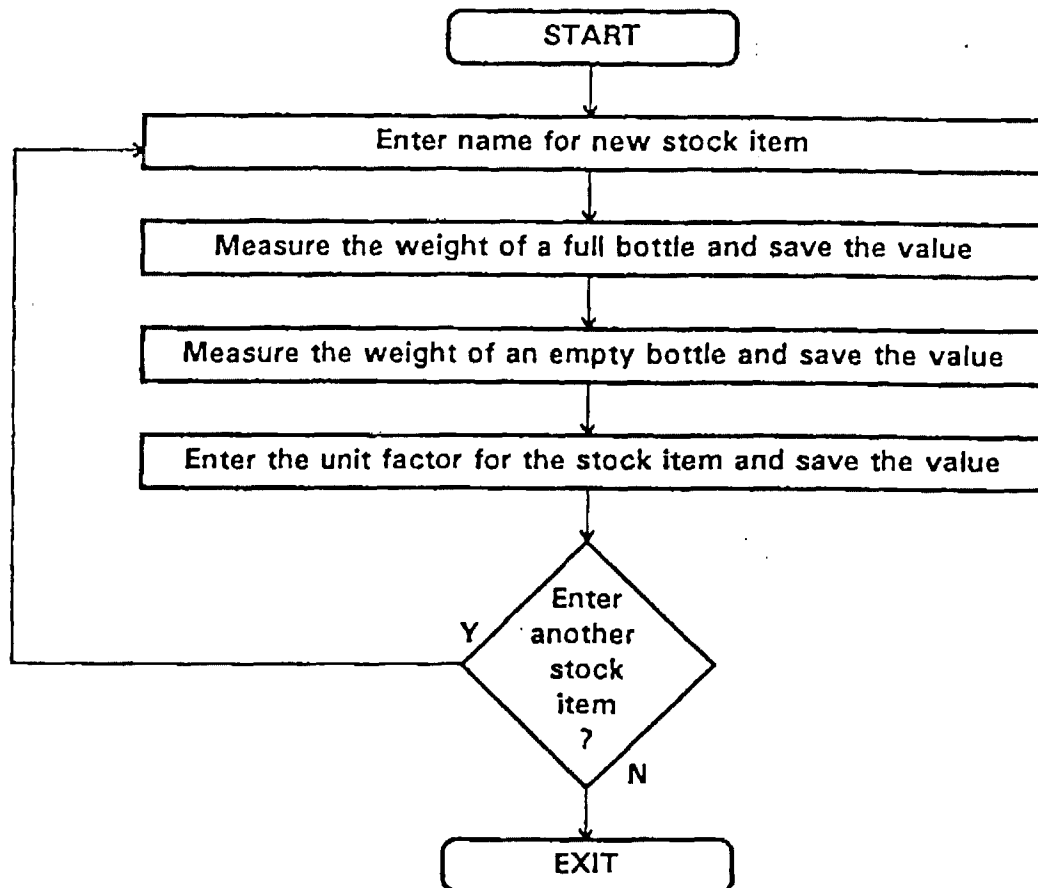 START
Enter name for new stock item
Measure the weight of a full bottle and save the value
Measure the weight of an empty bottle and save the value
Enter the unit factor for the stock item and save the value
Enter
another
stock
item
?
Y
N
EXIT